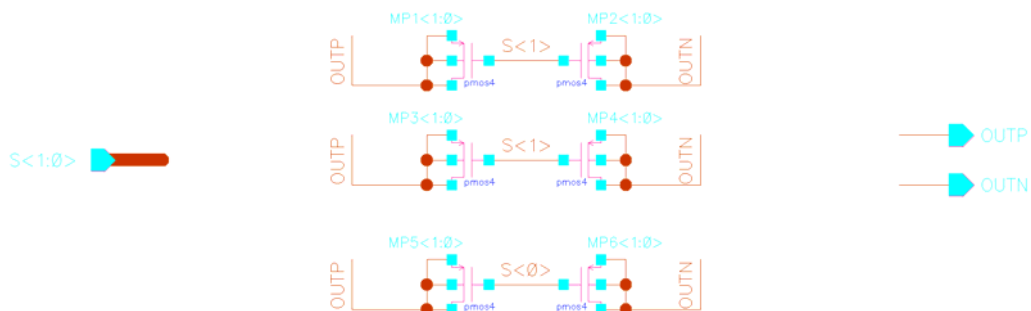 MP1<1:0> MP2<1:0>
OUTP S<1> OUTN
pmos4 pmos4
MP3<1:0> MP4<1:0>
S<1:0> OUTP S<1> OUTN OUTP
pmos4 pmos4 OUTN
MP5<1:0> MP6<1:0>
OUTP S<0> OUTN
pmos4 pmos4